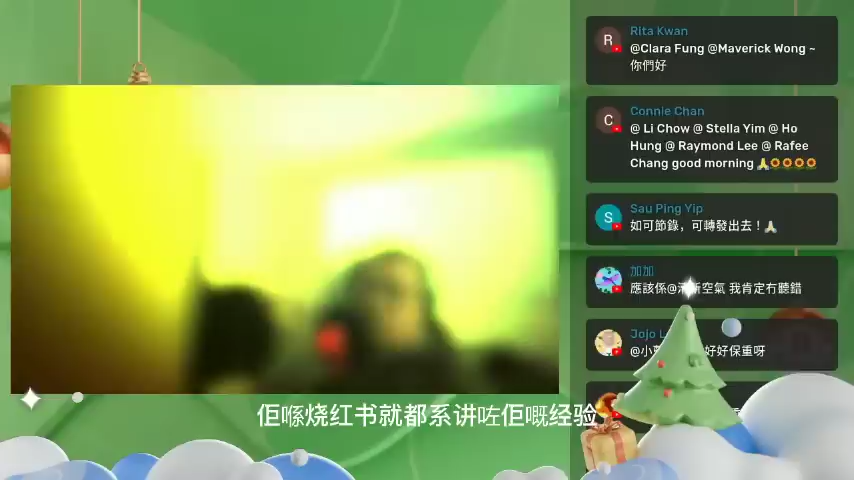 Rita Kwan
@Clara Fung @Maverick Wong ~
你們好
Connie Chan
@ Li Chow @ Stella Yim @ Ho
Hung @ Raymond Lee @ Rafee
Chang good morning 🙏🌻🌻🌻🌻
Sau Ping Yip
如可節錄，可轉發出去！🙏
加加
應該係@ 空氣 我肯定冇聽錯
Jojo
@小 好好保重呀
佢喺烧红书就都系讲咗佢嘅经验